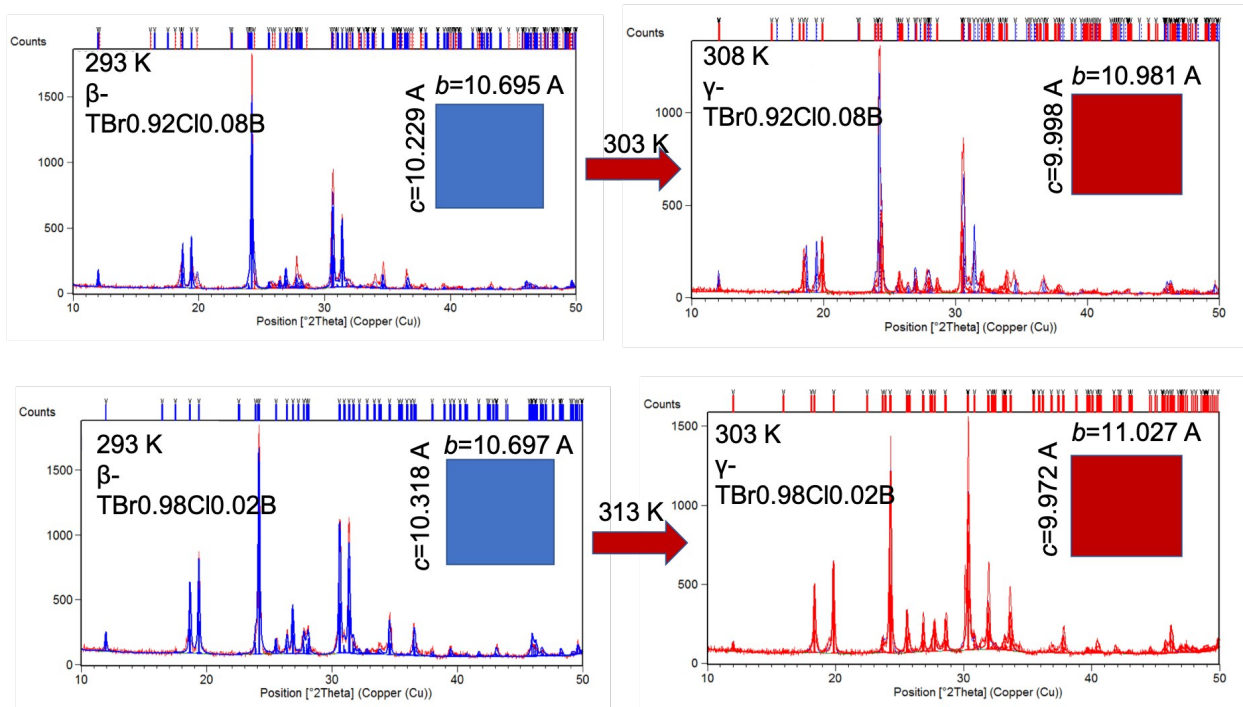 Counts
293 K
β-
TBr0.92Cl0.08B
b=10.695 A
c=10.229 A
1500
1000
500
0
10
20
30
40
50
Position [°2Theta] (Copper (Cu))
303 K
Counts
308 K
γ-
TBr0.92Cl0.08B
b=10.981 A
c=9.998 A
1000
500
0
10
20
30
40
50
Position [°2Theta] (Copper (Cu))
Counts
293 K
β-
TBr0.98Cl0.02B
b=10.697 A
c=10.318 A
1500
1000
500
0
10
20
30
40
50
Position [°2Theta] (Copper (Cu))
313 K
Counts
303 K
γ-
TBr0.98Cl0.02B
b=11.027 A
c=9.972 A
1500
1000
500
0
10
20
30
40
50
Position [°2Theta] (Copper (Cu))